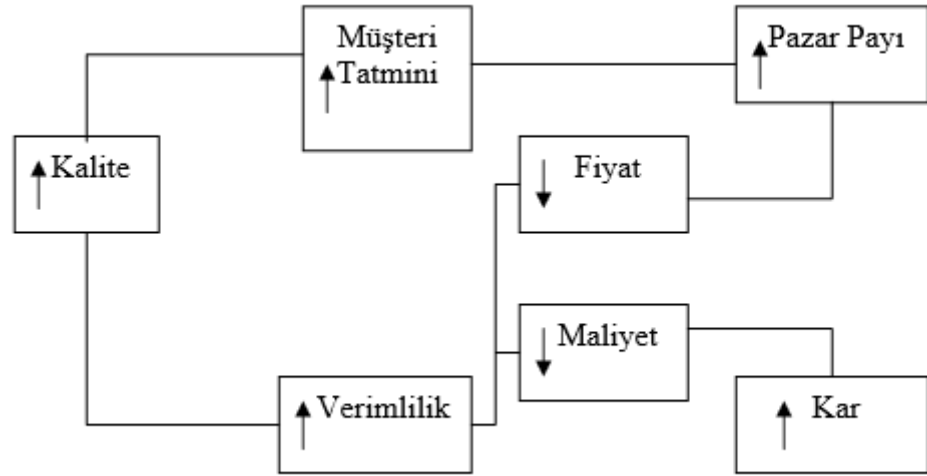 Müşteri
Tatmini
Pazar Payı
Kalite
Fiyat
Maliyet
Verimlilik
Kar